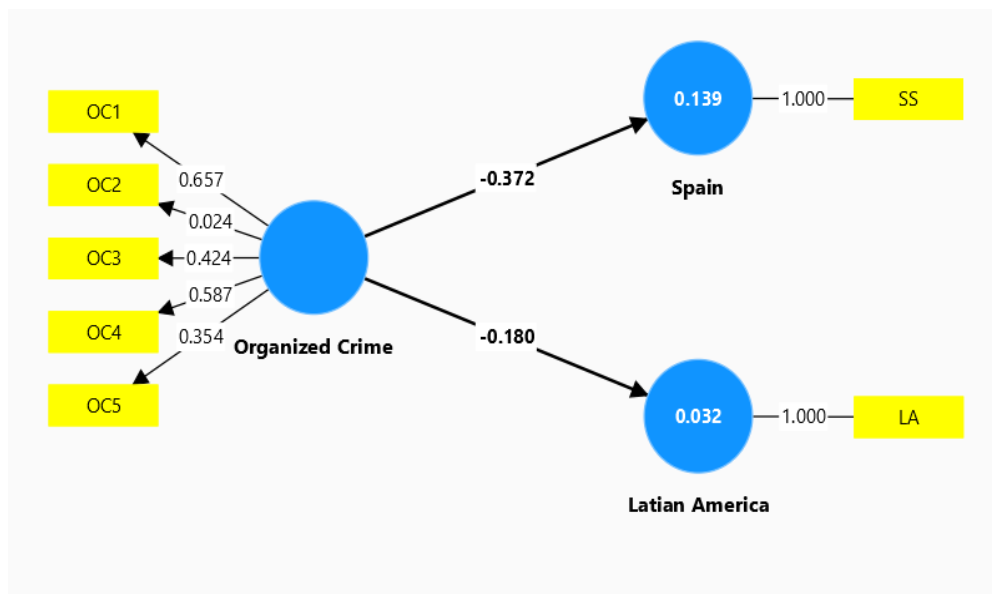 OC1
OC2
OC3
OC4
OC5
0.657
0.024
0.424
0.587
0.354
Organized Crime
-0.372
-0.180
0.139
Spain
1.000
SS
0.032
Latian America
1.000
LA